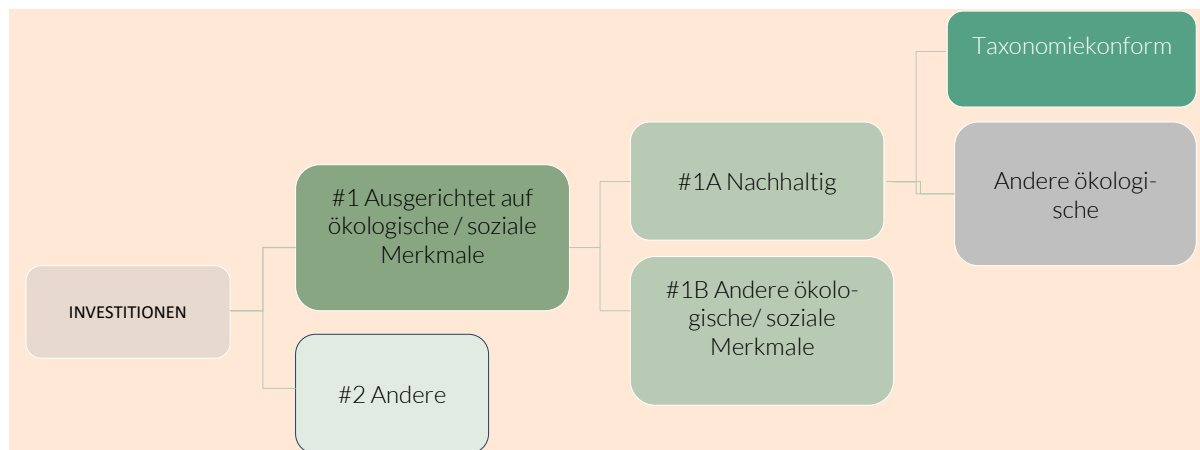 INVESTITIONEN
#1 Ausgerichtet auf
ökologische / soziale
Merkmale
#2 Andere
#1A Nachhaltig
#1B Andere ökolo-
gische/ soziale
Merkmale
Taxonomiekonform
Andere ökologi-
sche